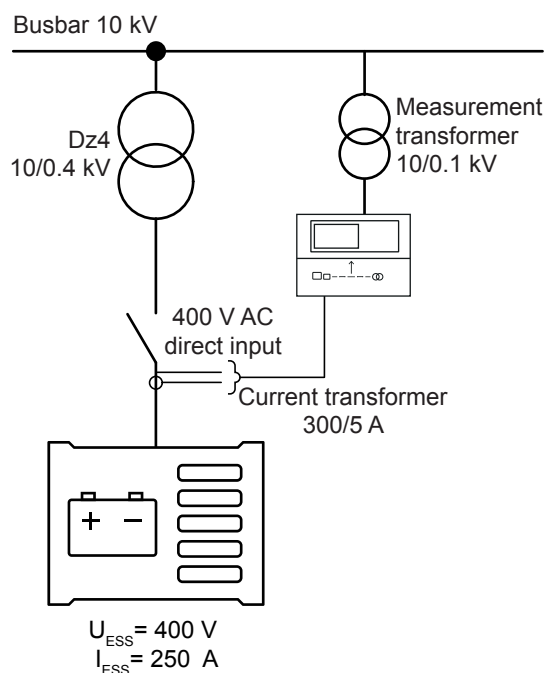 Busbar 10 kV
Dz4
10/0.4 kV
Measurement
transformer
10/0.1 kV
400 V AC
direct input
Current transformer
300/5 A
U_ESS= 400 V
I_ESS= 250 A